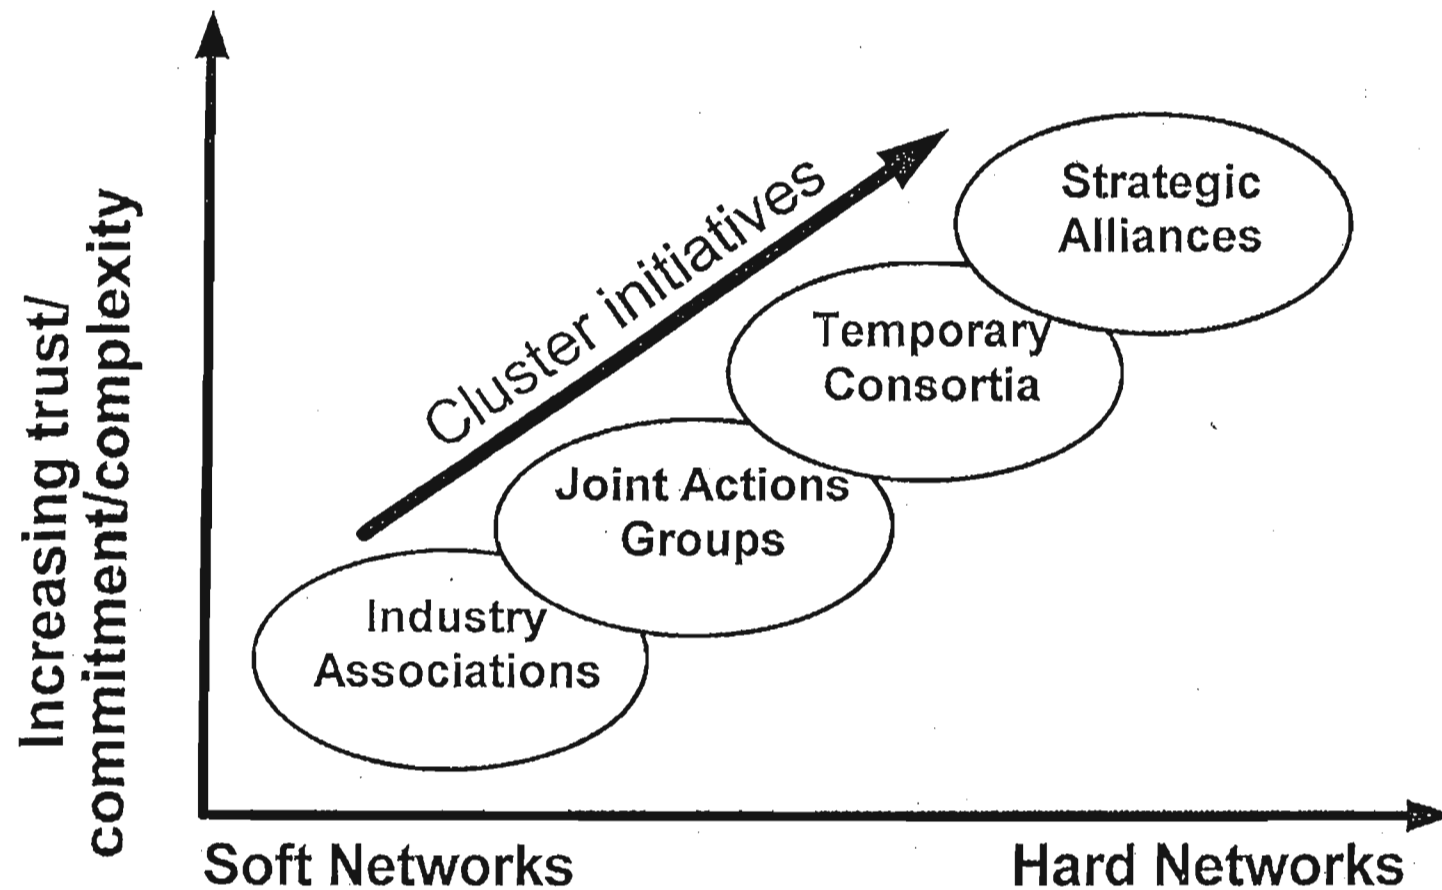 Increasing trust/
commitment/complexity
Cluster initiatives
Strategic
Alliances
Temporary
Consortia
Joint Actions
Groups
Industry
Associations
Soft Networks
Hard Networks